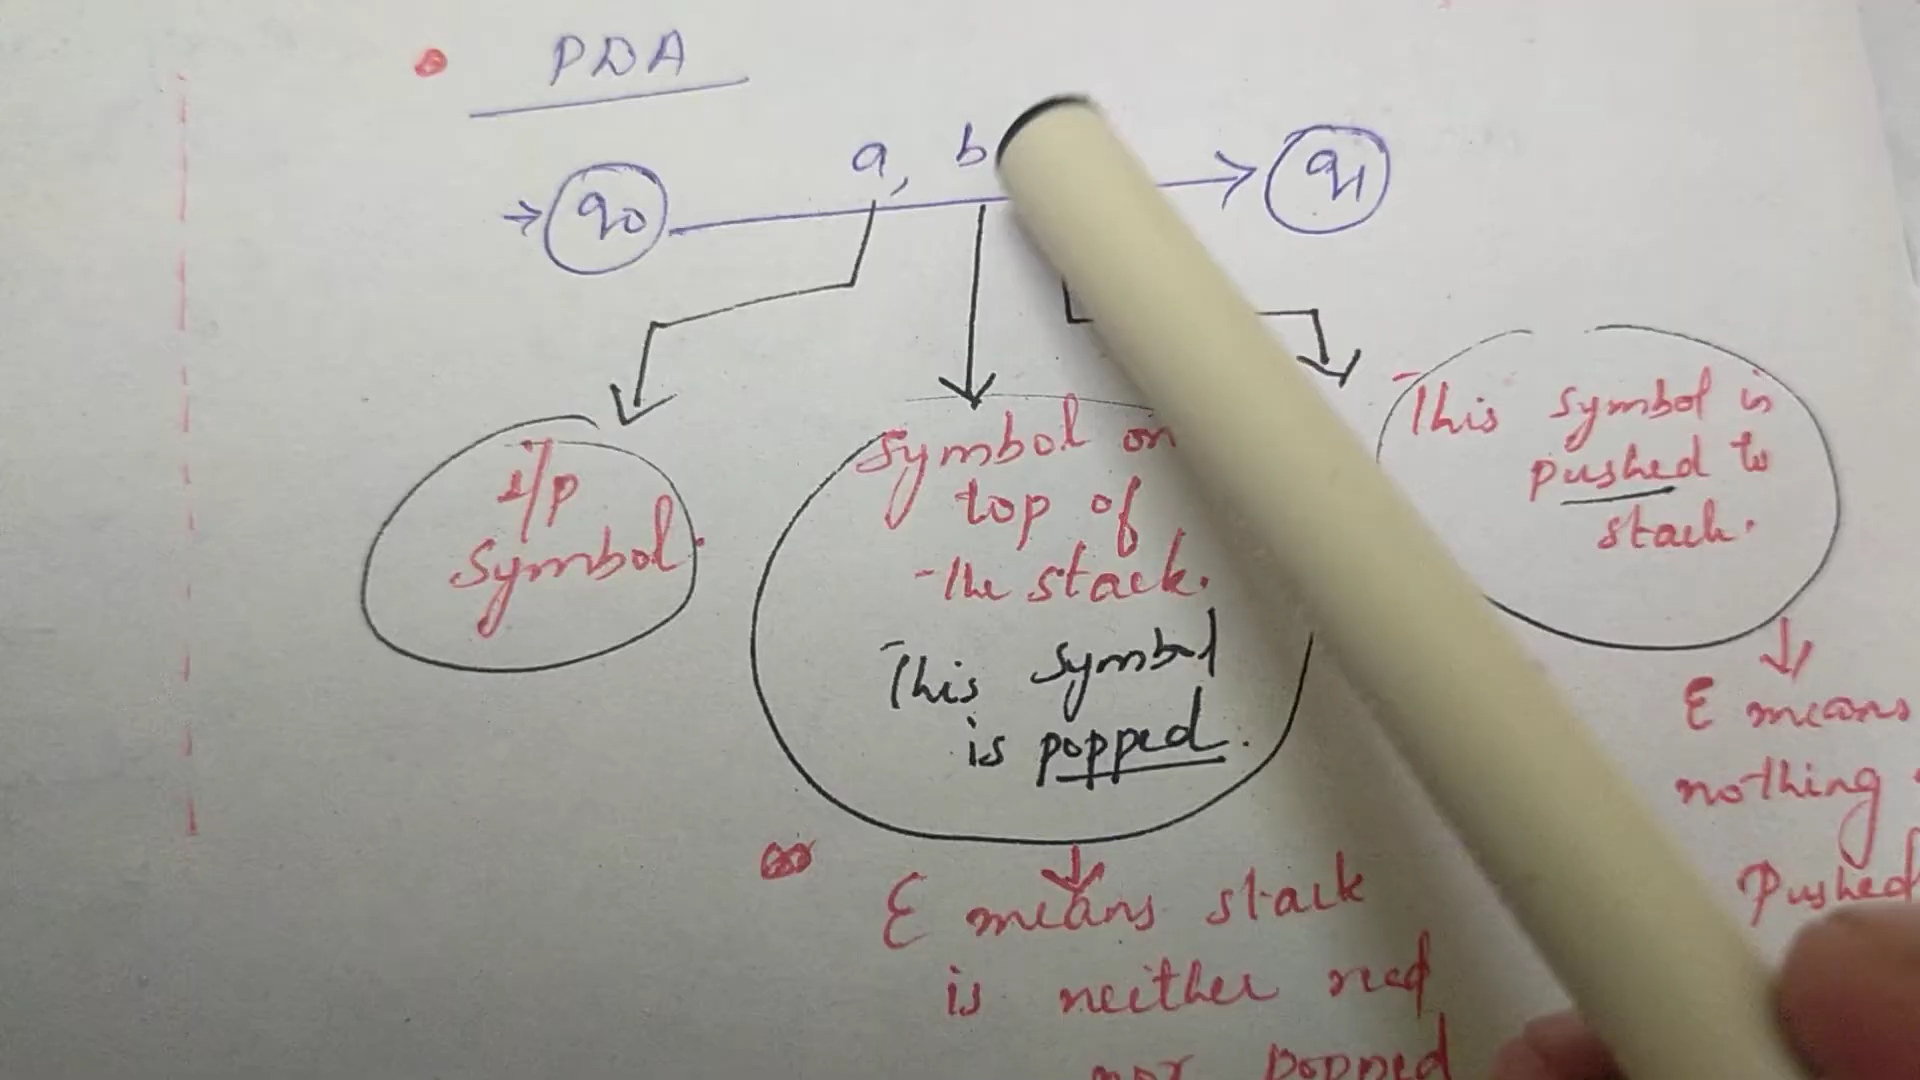 PDA
a, b
q0
q1
i/p
Symbol.
Symbol on
top of
the stack.
This symbol
is popped.
This symbol is
pushed to
stack.
ε means
nothing
Pushed
ε means stack
is neither read
nor popped